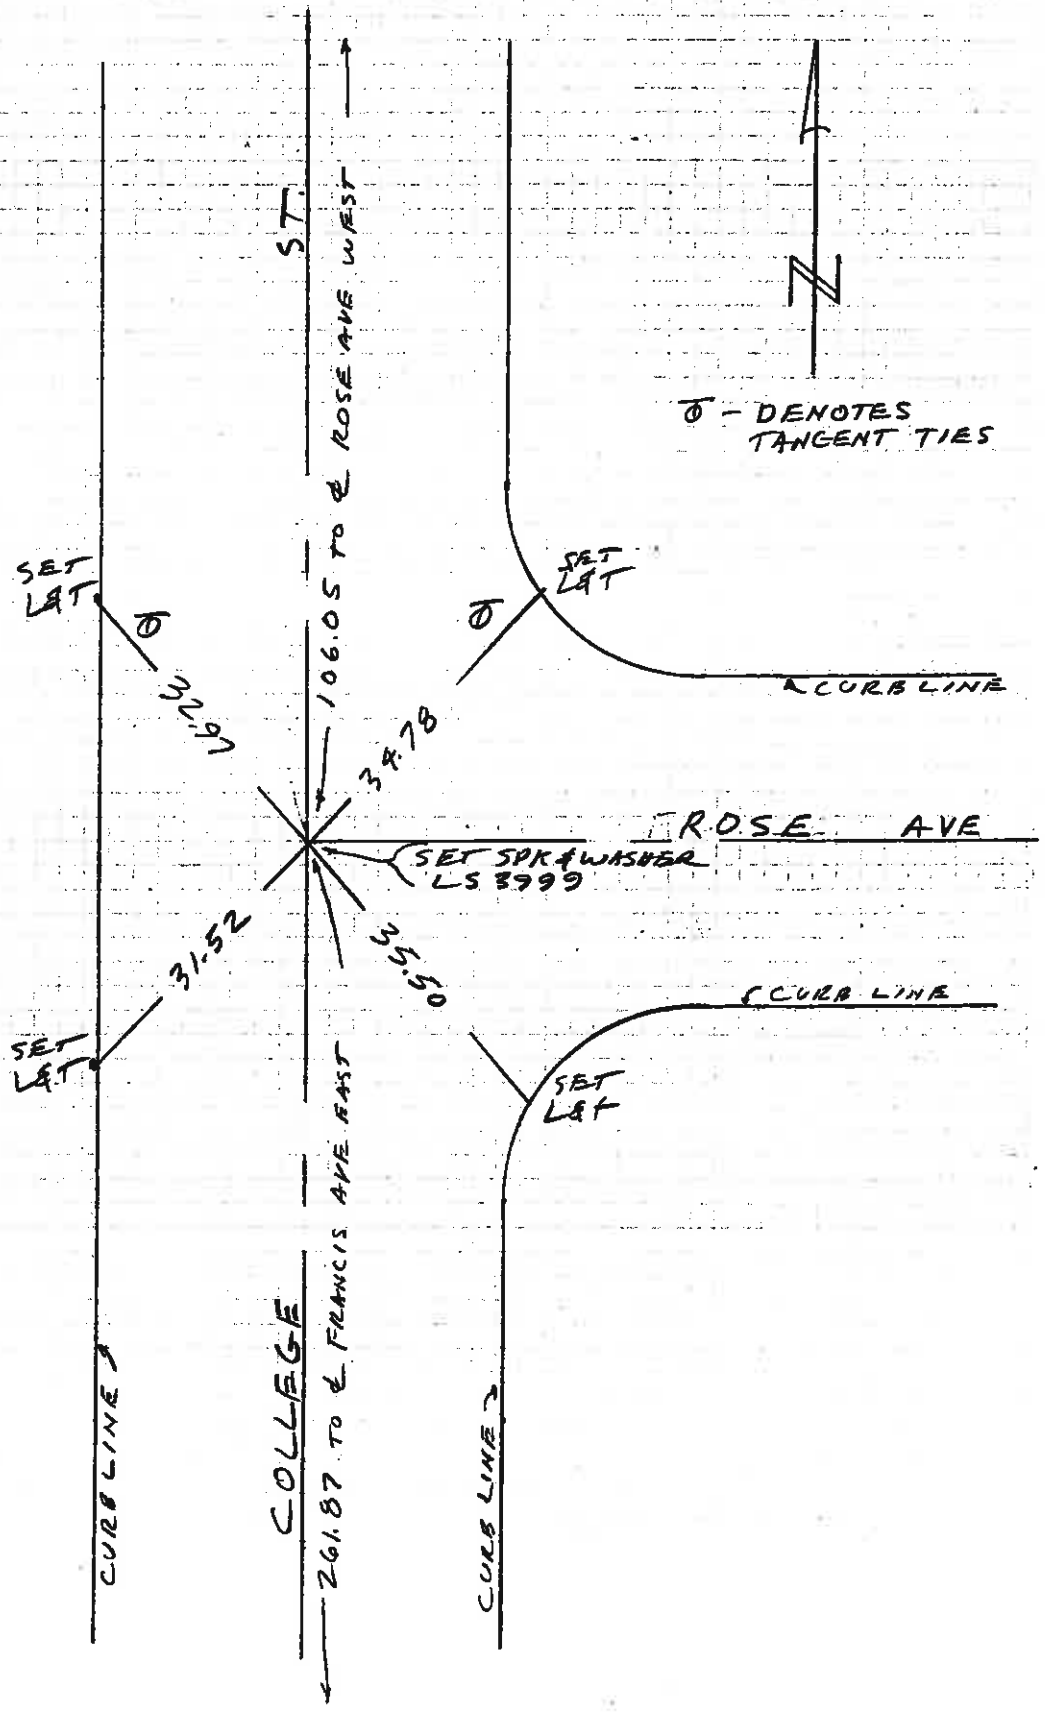 ST.
106.05 TO ℄ ROSE AVE WEST
N
Φ̅ - DENOTES
TANGENT TIES
SET
L&T
Φ̅
SET
L&T
Φ̅
CURB LINE
34.78
ROSE AVE
SET SPK & WASHER
LS 3999
31.52
35.50
CURB LINE
SET
L&T
SET
L&T
COLLEGE
261.87 TO ℄ FRANCIS AVE EAST
CURB LINE
CURB LINE